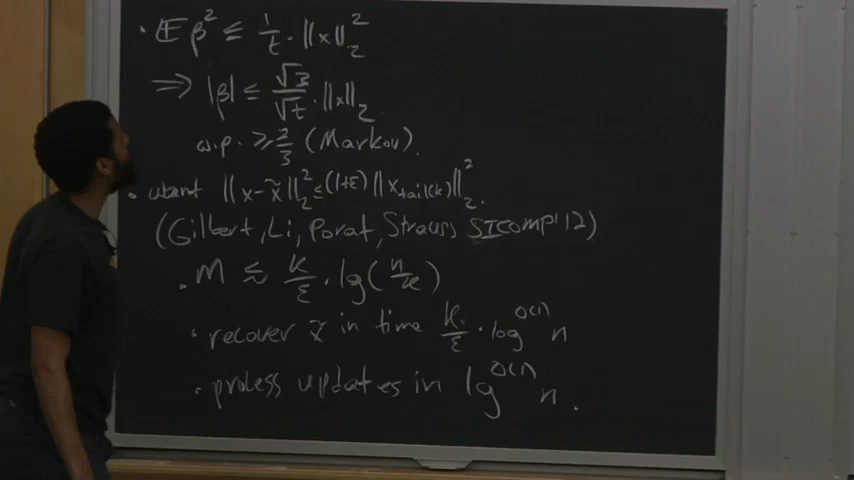 · 𝔼 β² ≤ 1/t · ||x||₂²
⇒ |β| ≤ √3/√t · ||x||₂.
w.p. ≥ 2/3 (Markov).
· want ||x - x̃||₂² ≤ (1+ε) ||x_tail(k)||₂².
(Gilbert, Li, Porat, Strauss SICOMP'12)
· m ≲ k/ε · lg(n/k)
· recover x̃ in time k/ε · log^O(1) n
· process updates in lg^O(1) n.